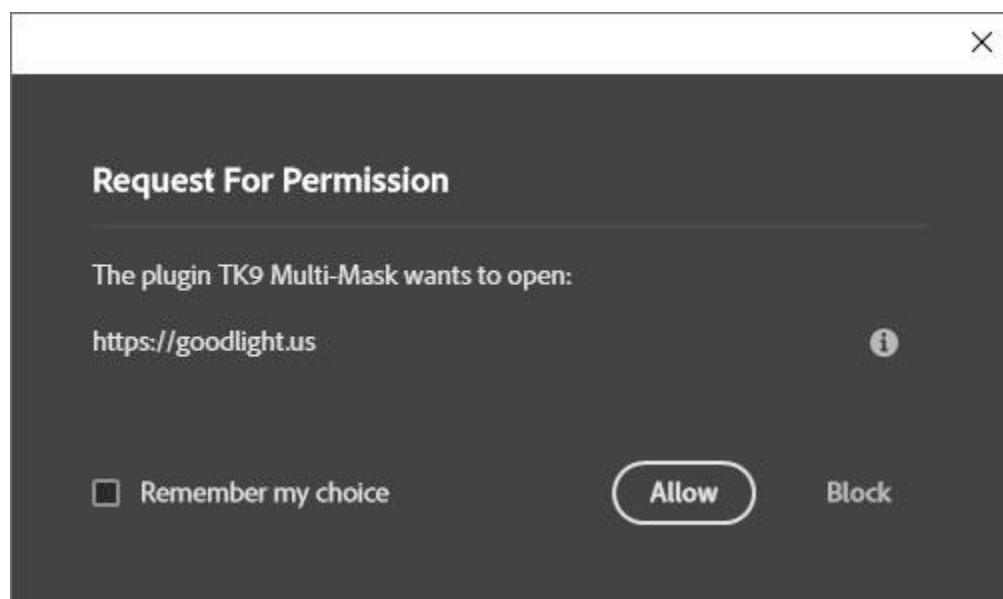 Request For Permission
The plugin TK9 Multi-Mask wants to open:
https://goodlight.us
Remember my choice
Allow
Block